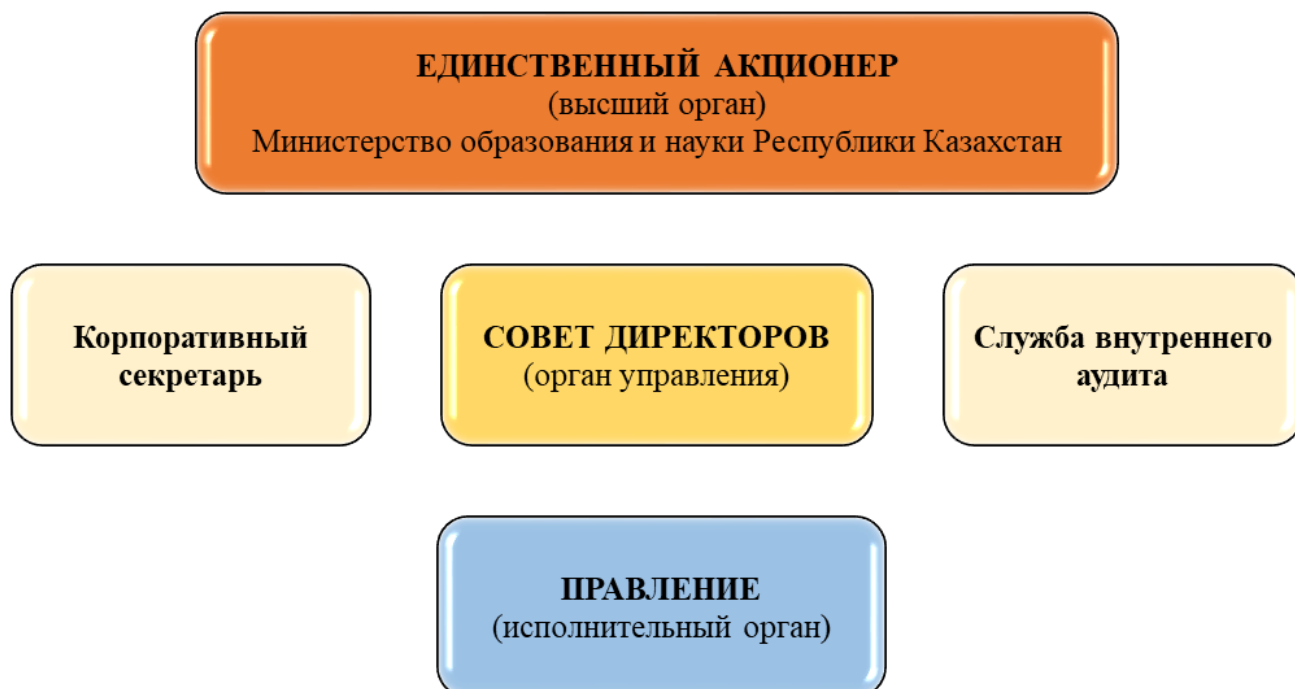 ЕДИНСТВЕННЫЙ АКЦИОНЕР
(высший орган)
Министерство образования и науки Республики Казахстан
Корпоративный
секретарь
СОВЕТ ДИРЕКТОРОВ
(орган управления)
Служба внутреннего
аудита
ПРАВЛЕНИЕ
(исполнительный орган)